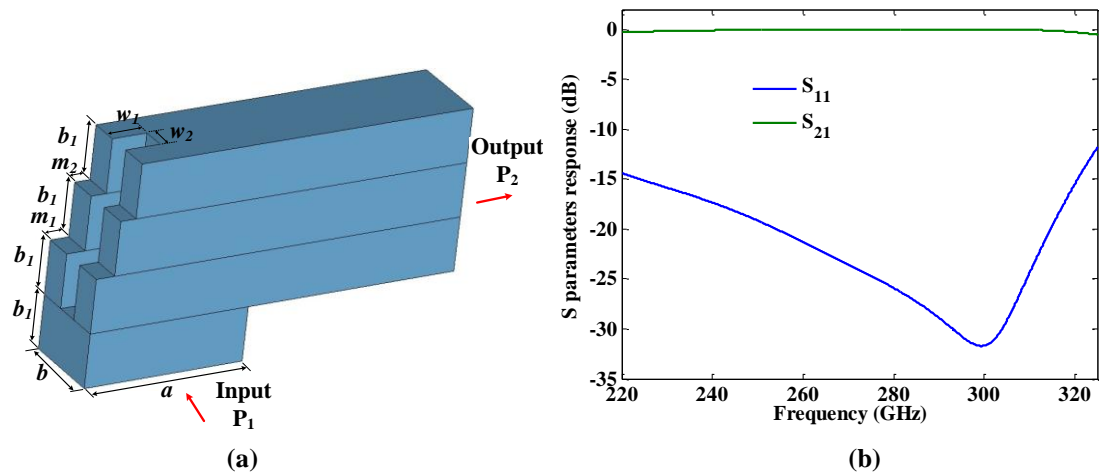 (a)
w1
w2
b1
m2
b1
m1
b1
b1
b
a
Input
P1
Output
P2
S parameters response (dB)
0
-5
-10
-15
-20
-25
-30
-35
S11
S21
220 240 260 280 300 320
Frequency (GHz)
(a)
(b)